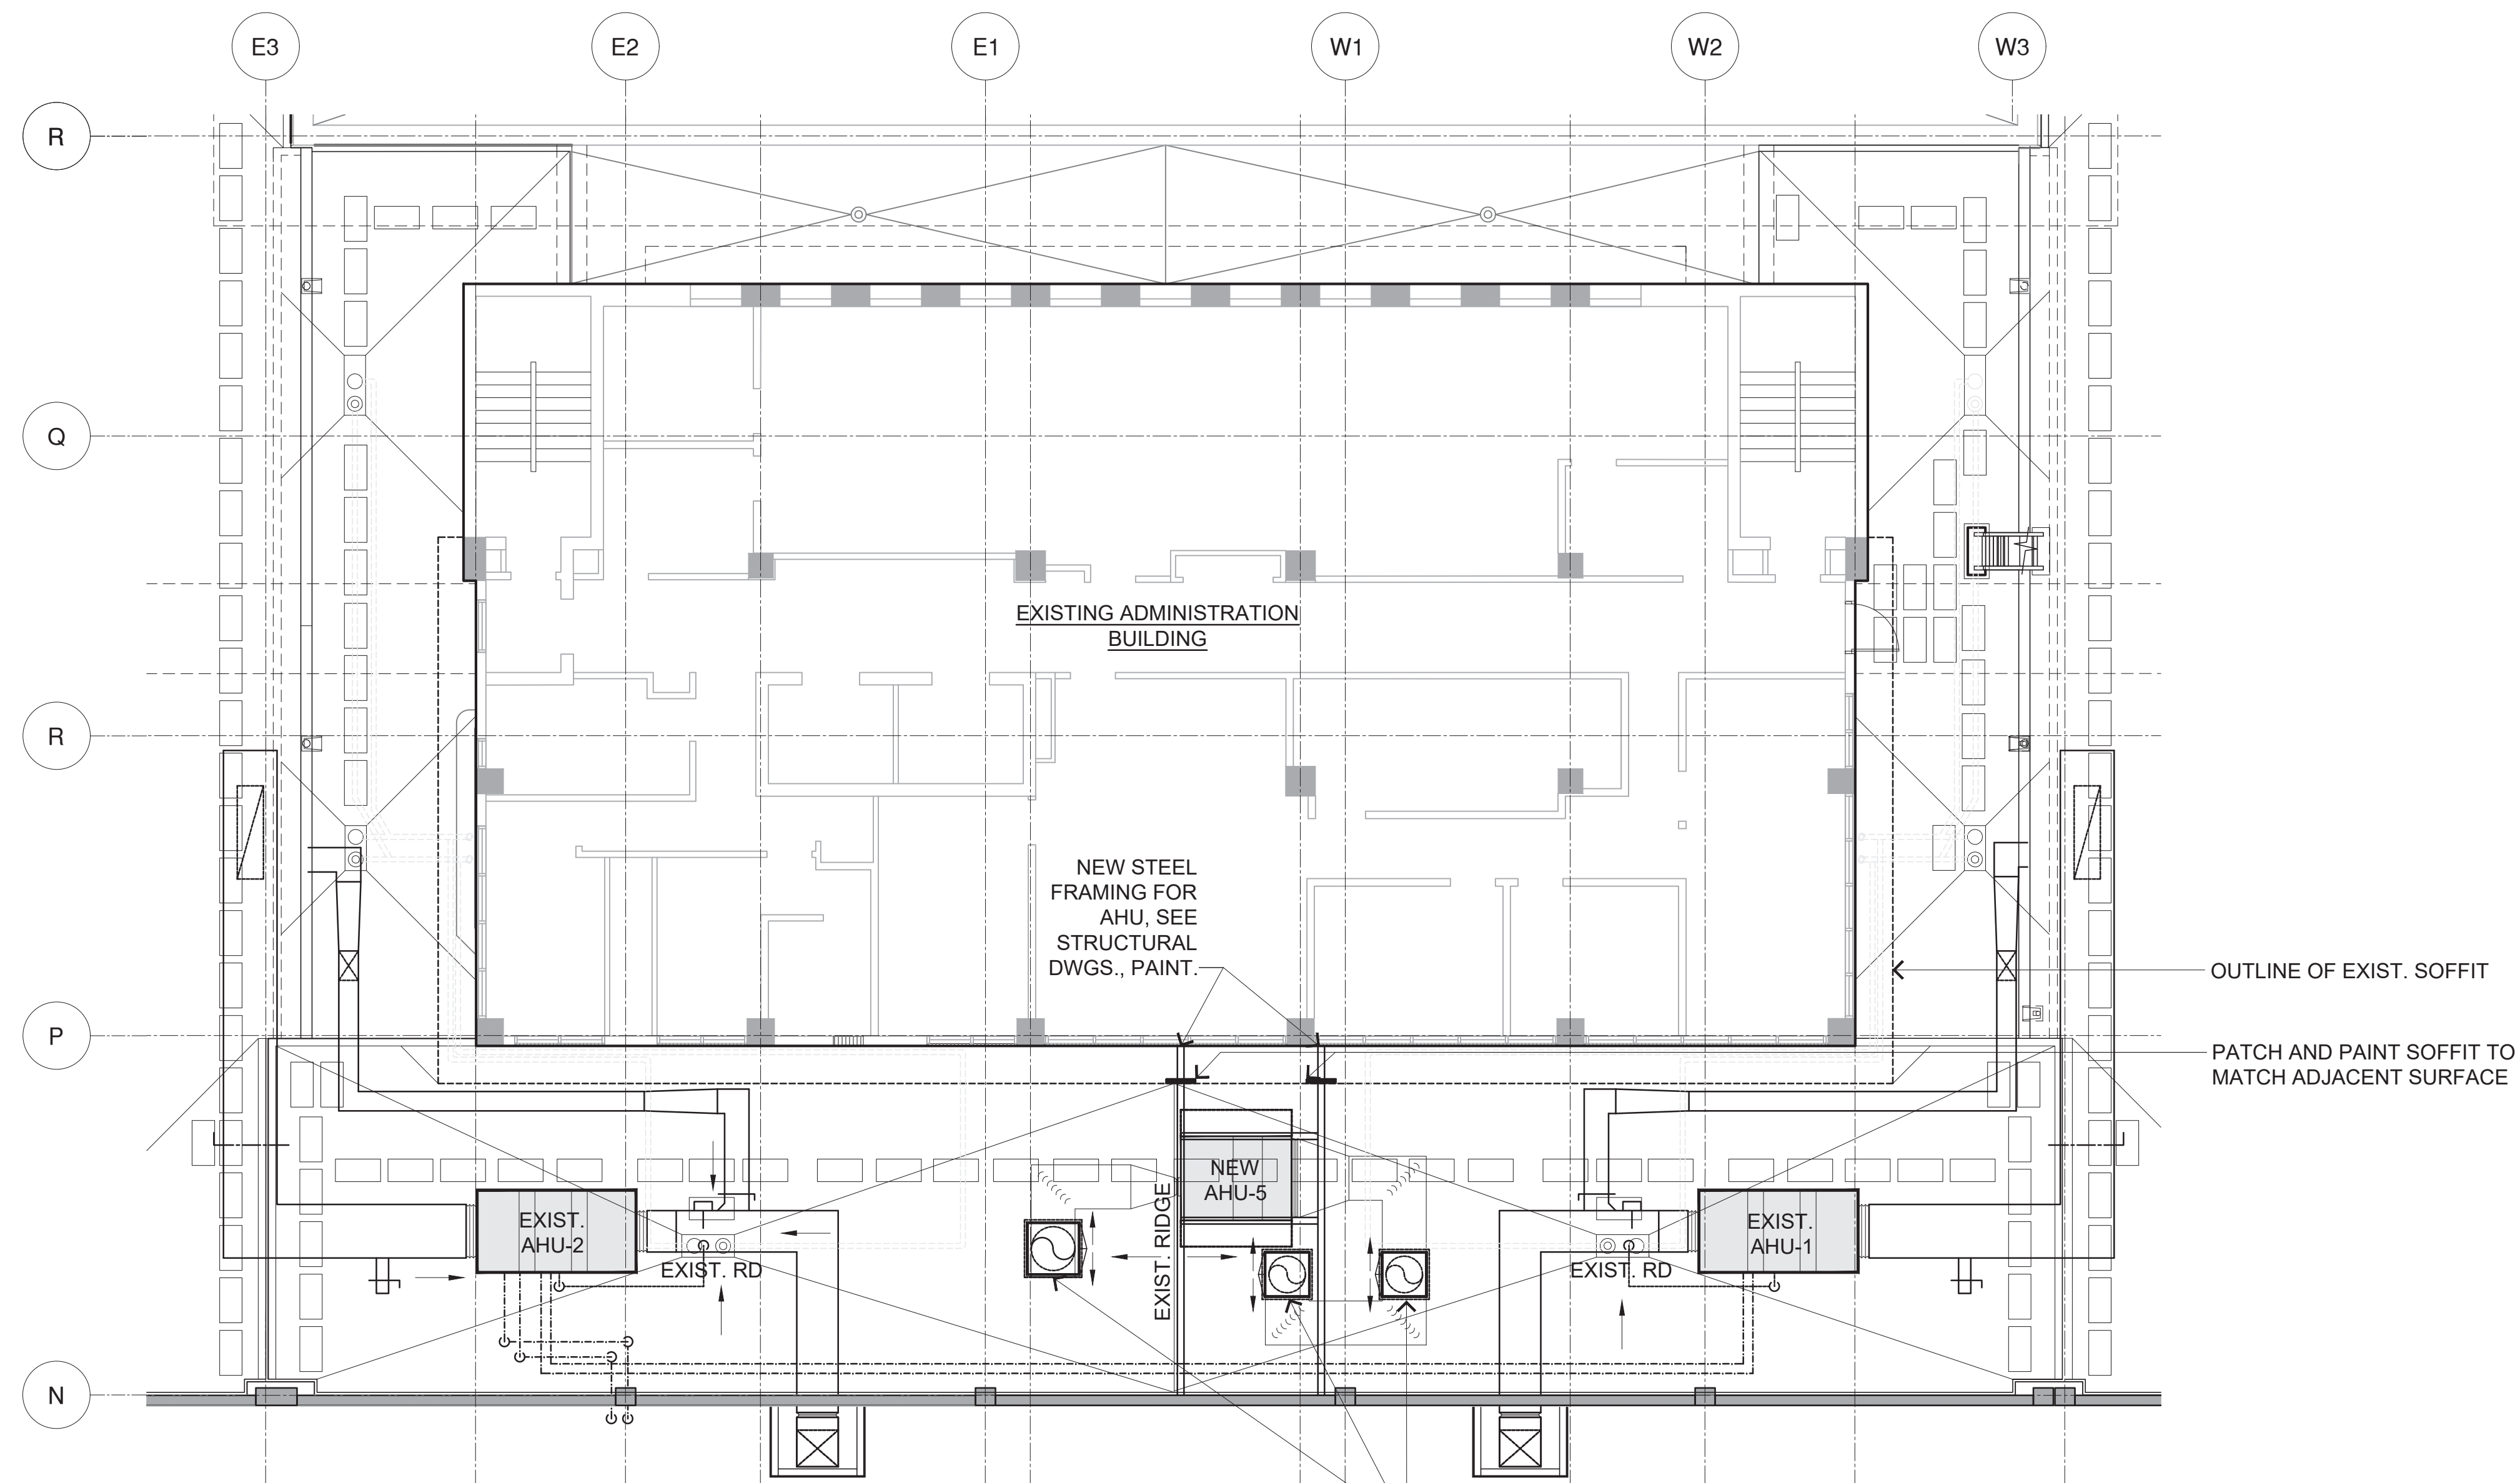 E3
E2
E1
W1
W2
W3
R
Q
R
P
N
EXISTING ADMINISTRATION
BUILDING
NEW STEEL
FRAMING FOR
AHU, SEE
STRUCTURAL
DWGS., PAINT.
OUTLINE OF EXIST. SOFFIT
PATCH AND PAINT SOFFIT TO
MATCH ADJACENT SURFACE
NEW
AHU-5
EXIST. RIDGE
EXIST.
AHU-2
EXIST. RD
EXIST. RD
EXIST.
AHU-1